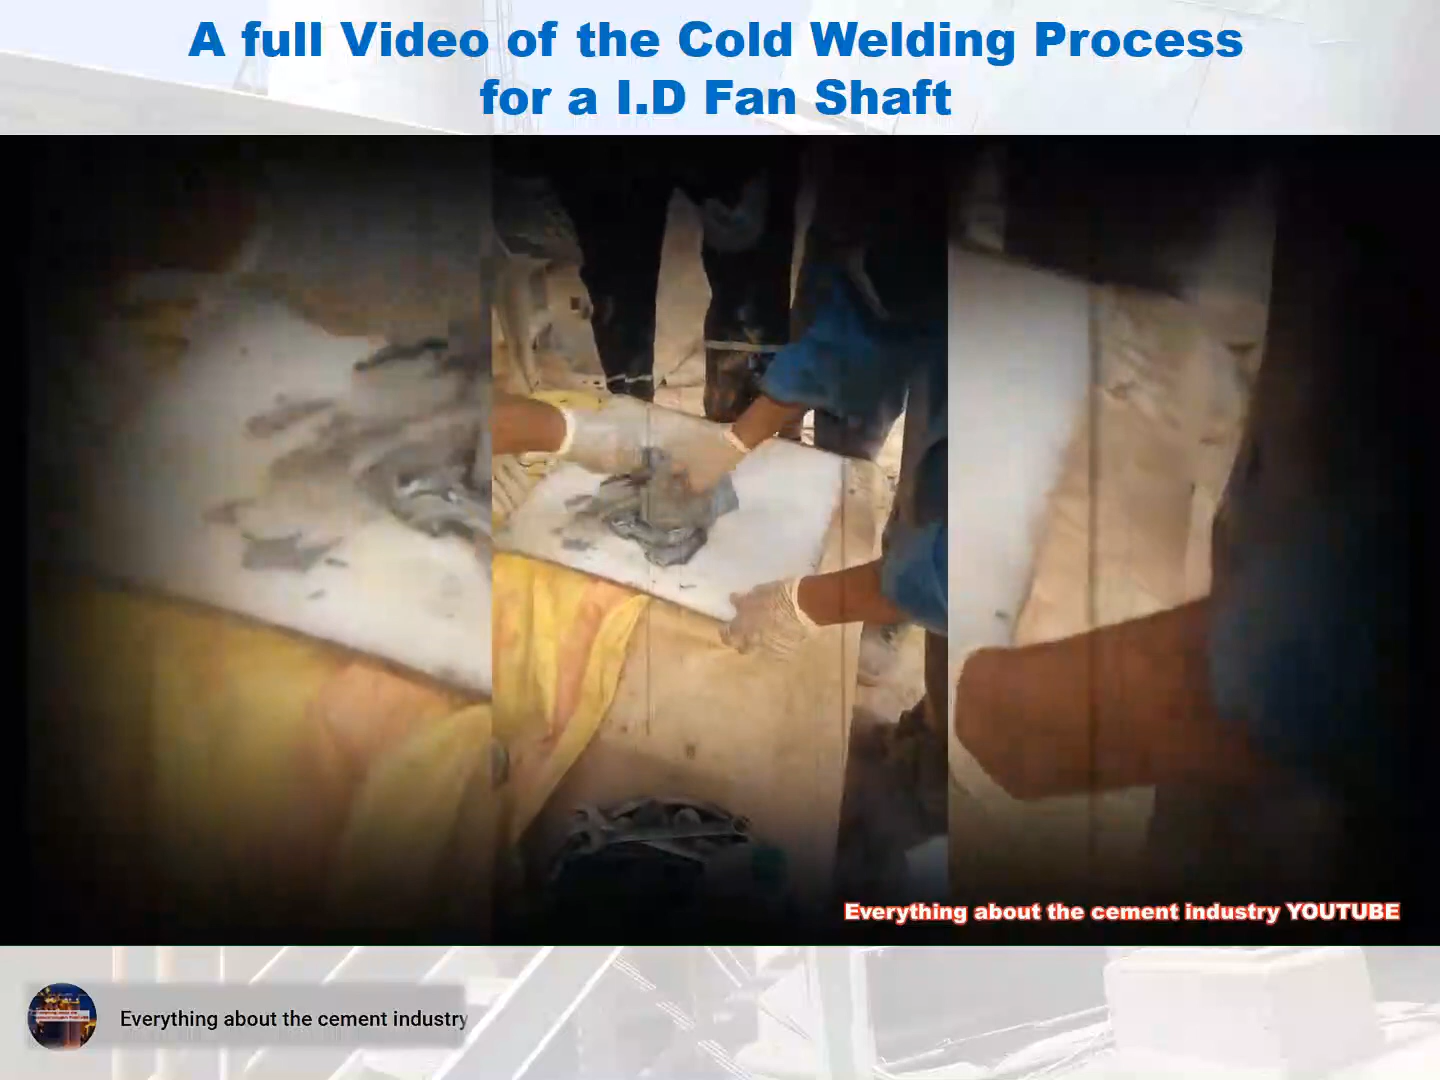 A full Video of the Cold Welding Process
for a I.D Fan Shaft
Everything about the cement industry YOUTUBE
Everything about the cement industry